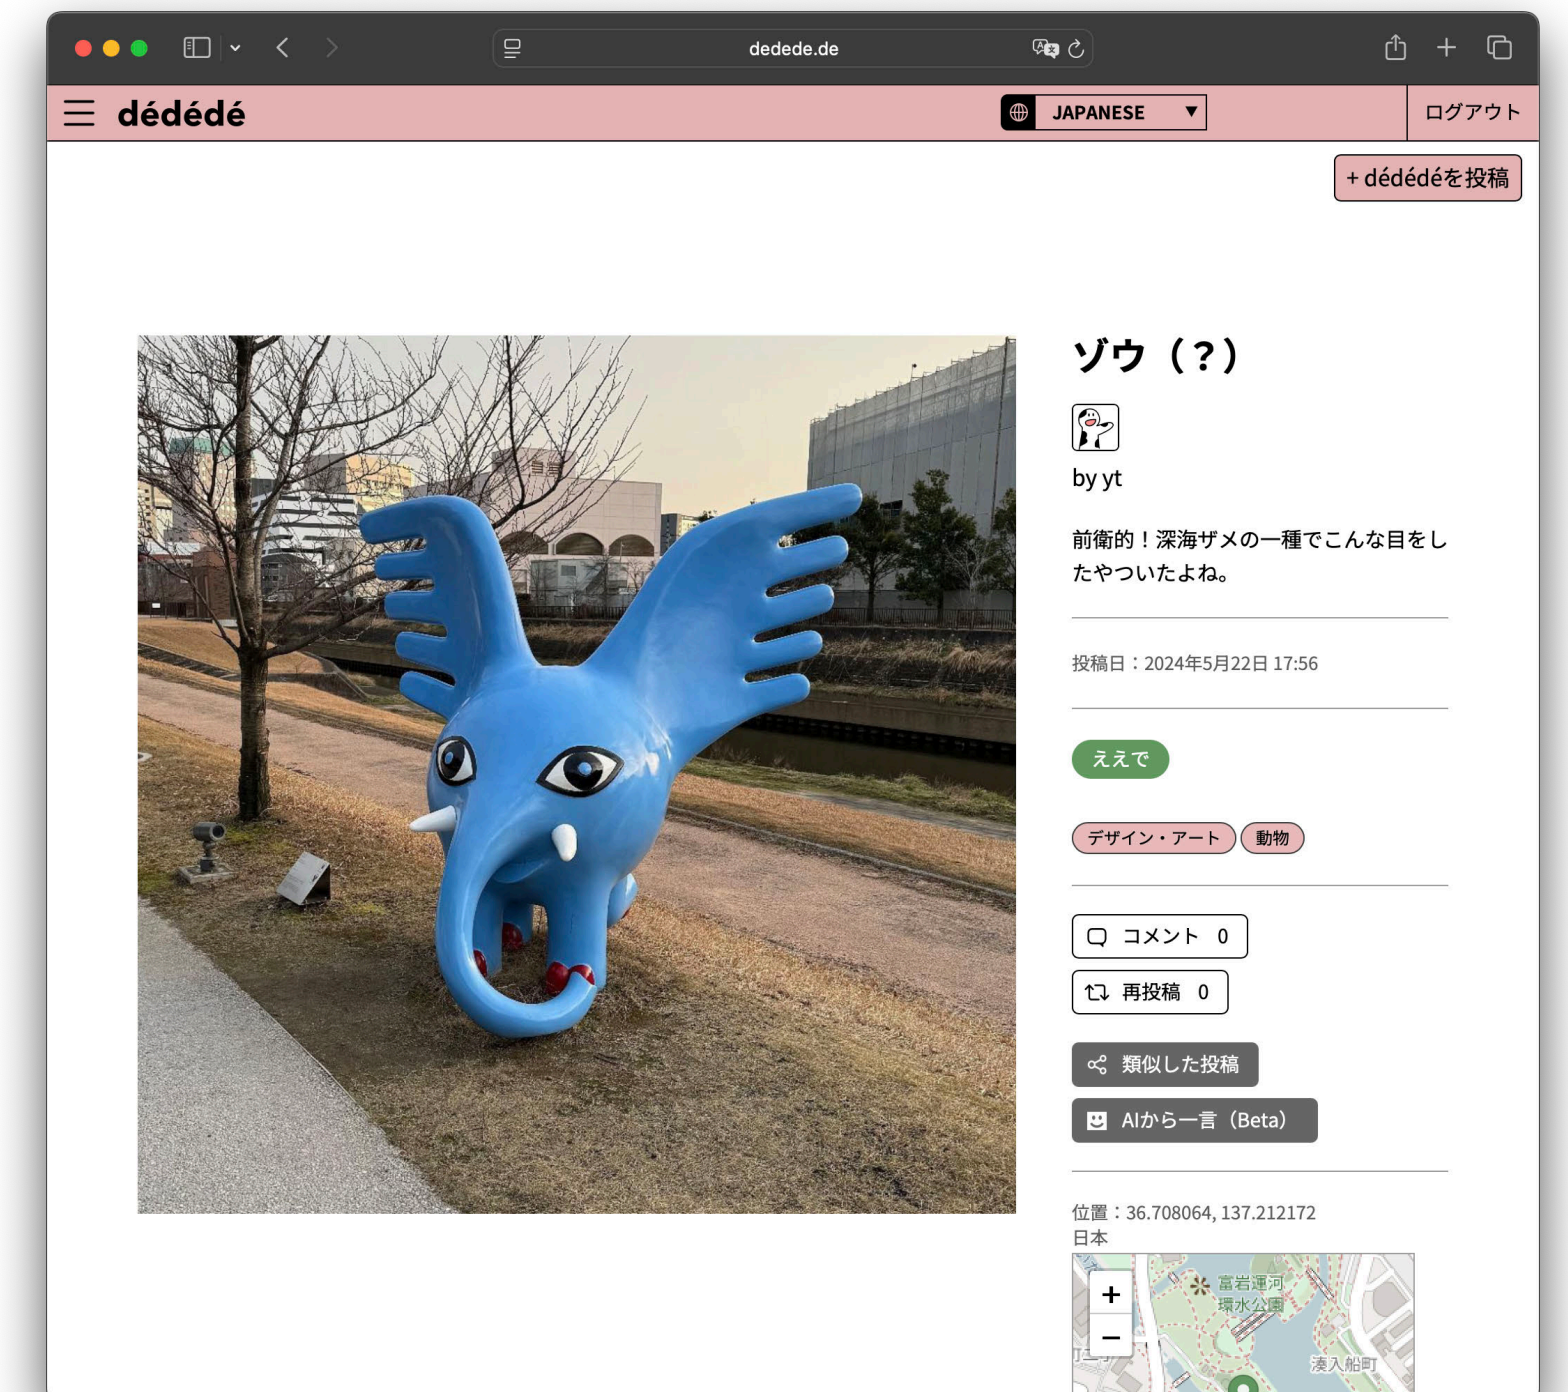 dedede.de
dédédé
JAPANESE
ログアウト
+ dédédéを投稿
ゾウ（？）
by yt
前衛的！深海ザメの一種でこんな目をし
たやついたよね。
投稿日：2024年5月22日 17:56
ええで
デザイン・アート 動物
コメント 0
再投稿 0
類似した投稿
AIから一言（Beta）
位置：36.708064, 137.212172
日本
+
富岩運河
環水公園
−
湊入船町